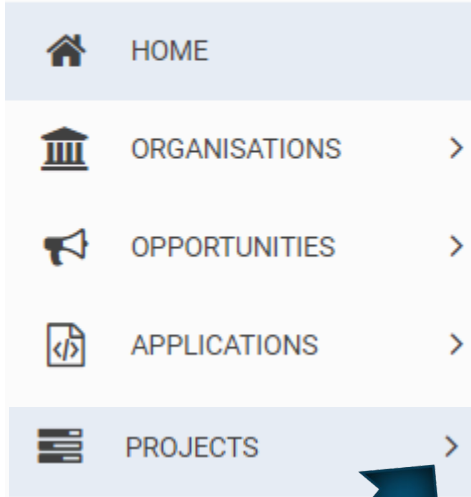 HOME
ORGANISATIONS
OPPORTUNITIES
APPLICATIONS
PROJECTS